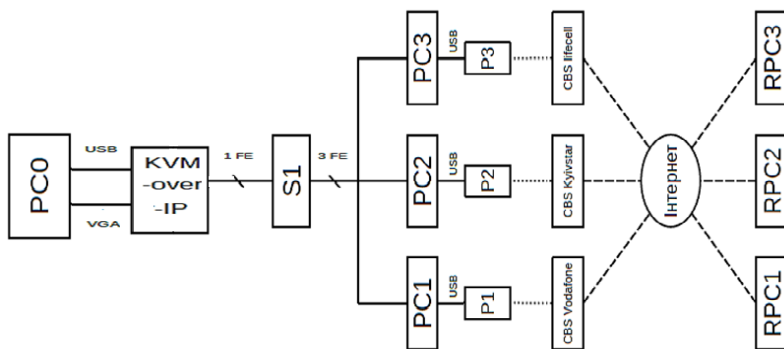 PC0
USB
VGA
KVM
-over
-IP
1 FE
S1
3 FE
PC3
USB
P3
CBS lifecell
RPC3
PC2
USB
P2
CBS Kyivstar
Інтернет
RPC2
PC1
USB
P1
CBS Vodafone
RPC1